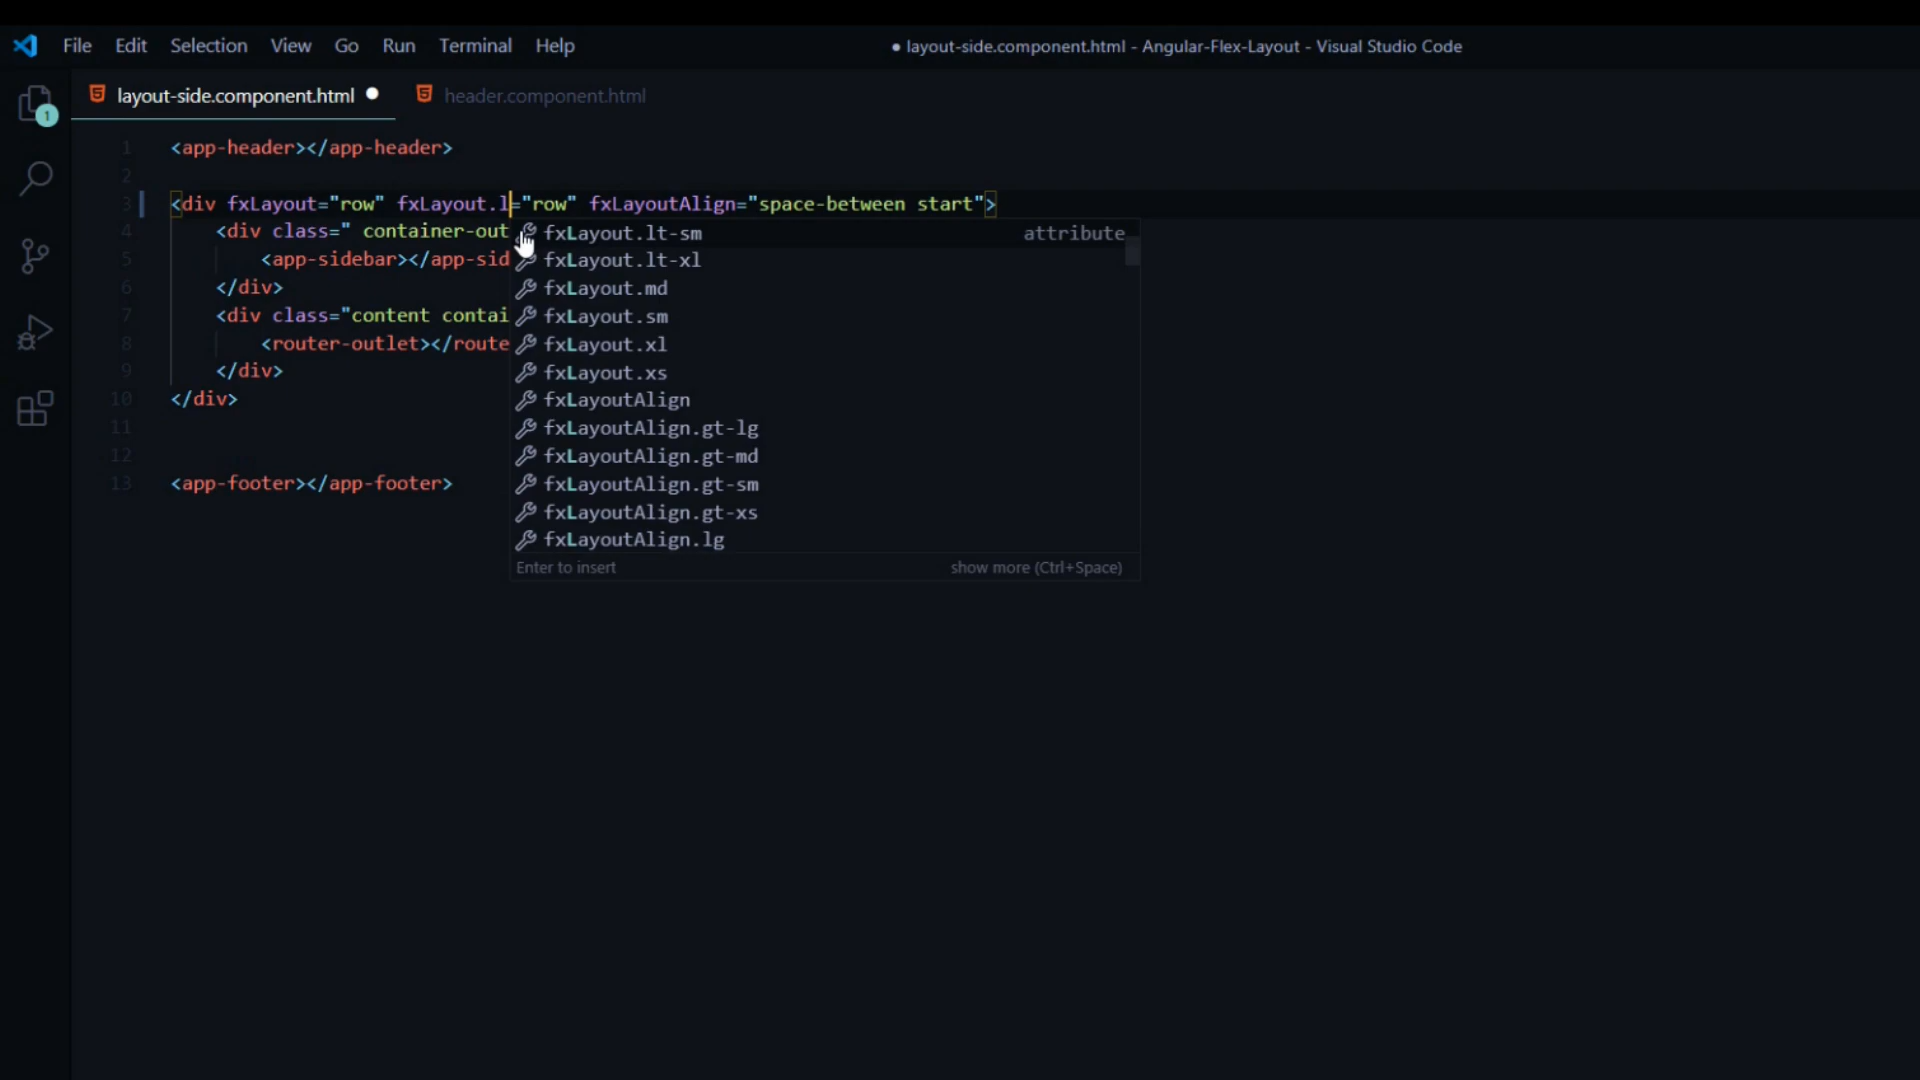 File Edit Selection View Go Run Terminal Help
● layout-side.component.html - Angular-Flex-Layout - Visual Studio Code
1
layout-side.component.html
header.component.html
1 <app-header></app-header>
2
3 <div fxLayout="row" fxLayout.l="row" fxLayoutAlign="space-between start">
4 <div class=" container-out
5 <app-sidebar></app-sid
6 </div>
7 <div class="content contai
8 <router-outlet></route
9 </div>
10 </div>
11
12
13 <app-footer></app-footer>
fxLayout.lt-sm attribute
fxLayout.lt-xl
fxLayout.md
fxLayout.sm
fxLayout.xl
fxLayout.xs
fxLayoutAlign
fxLayoutAlign.gt-lg
fxLayoutAlign.gt-md
fxLayoutAlign.gt-sm
fxLayoutAlign.gt-xs
fxLayoutAlign.lg
Enter to insert show more (Ctrl+Space)